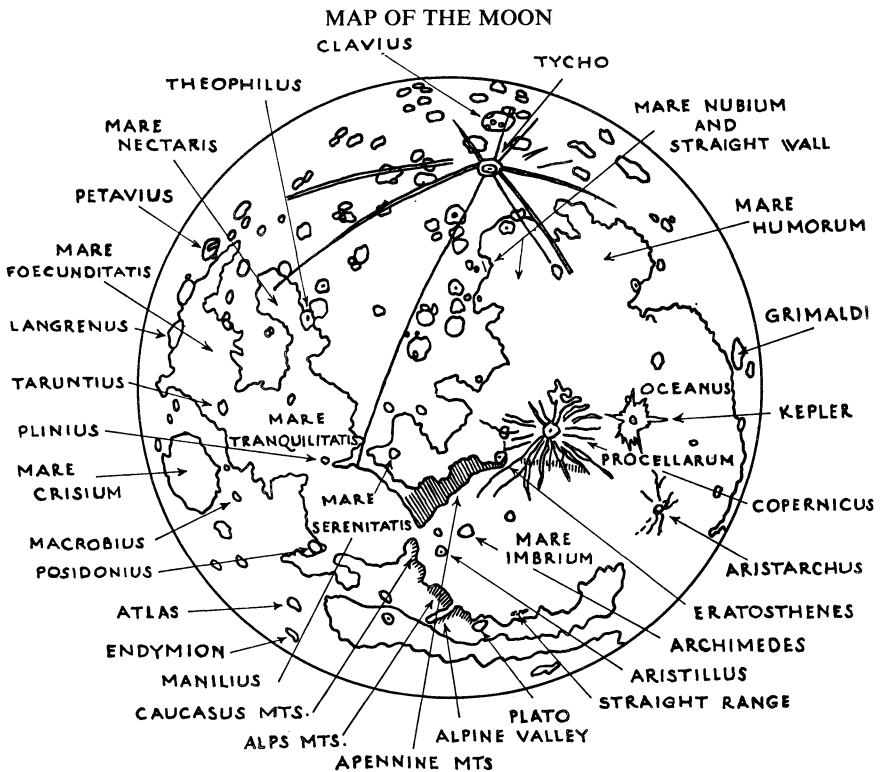 MAP OF THE MOON
CLAVIUS
TYCHO
THEOPHILUS
MARE NUBIUM
AND
STRAIGHT WALL
MARE
NECTARIS
PETAVIUS
MARE
HUMORUM
MARE
FOECUNDITATIS
GRIMALDI
LANGRENUS
TARUNTIUS
OCEANUS
KEPLER
PLINIUS
MARE
TRANQUILITATIS
PROCELLARUM
MARE
CRISIUM
COPERNICUS
MARE
SERENITATIS
MACROBIUS
MARE
IMBRIUM
POSIDONIUS
ARISTARCHUS
ATLAS
ERATOSTHENES
ENDYMION
ARCHIMEDES
MANILIUS
ARISTILLUS
CAUCASUS MTS.
STRAIGHT RANGE
PLATO
ALPS MTS.
ALPINE VALLEY
APENNINE MTS